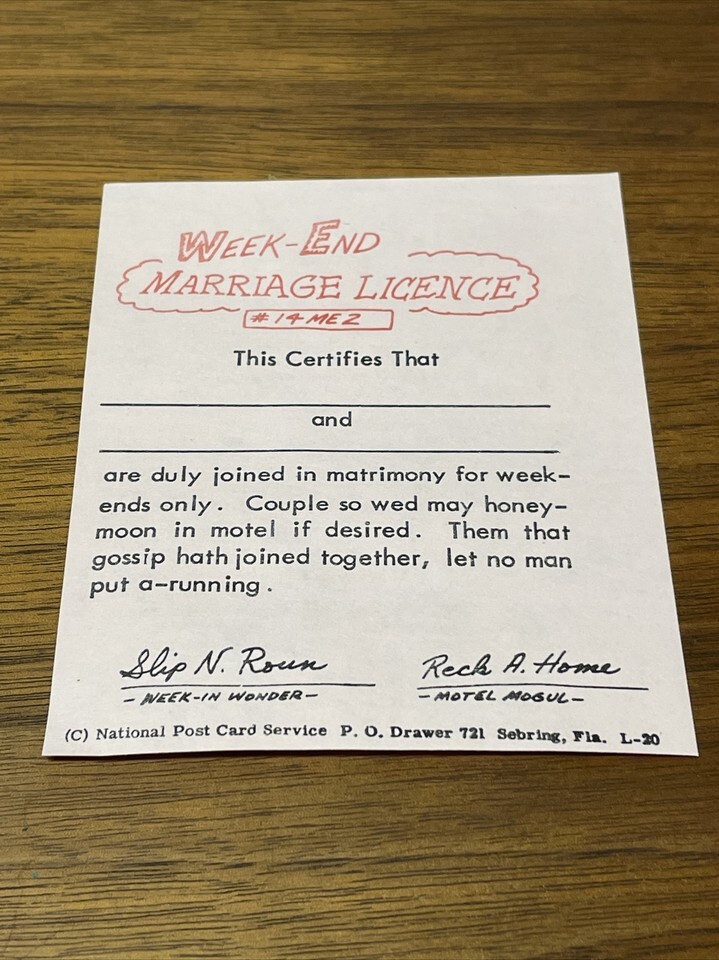 WEEK-END
MARRIAGE LICENCE
#14ME2
This Certifies That
and
are duly joined in matrimony for week-
ends only. Couple so wed may honey-
moon in motel if desired. Them that
gossip hath joined together, let no man
put a-running.
Slip N. Roun Reck A. Home
-WEEK-IN WONDER- -MOTEL MOGUL-
(C) National Post Card Service P. O. Drawer 721 Sebring, Fla. L-20